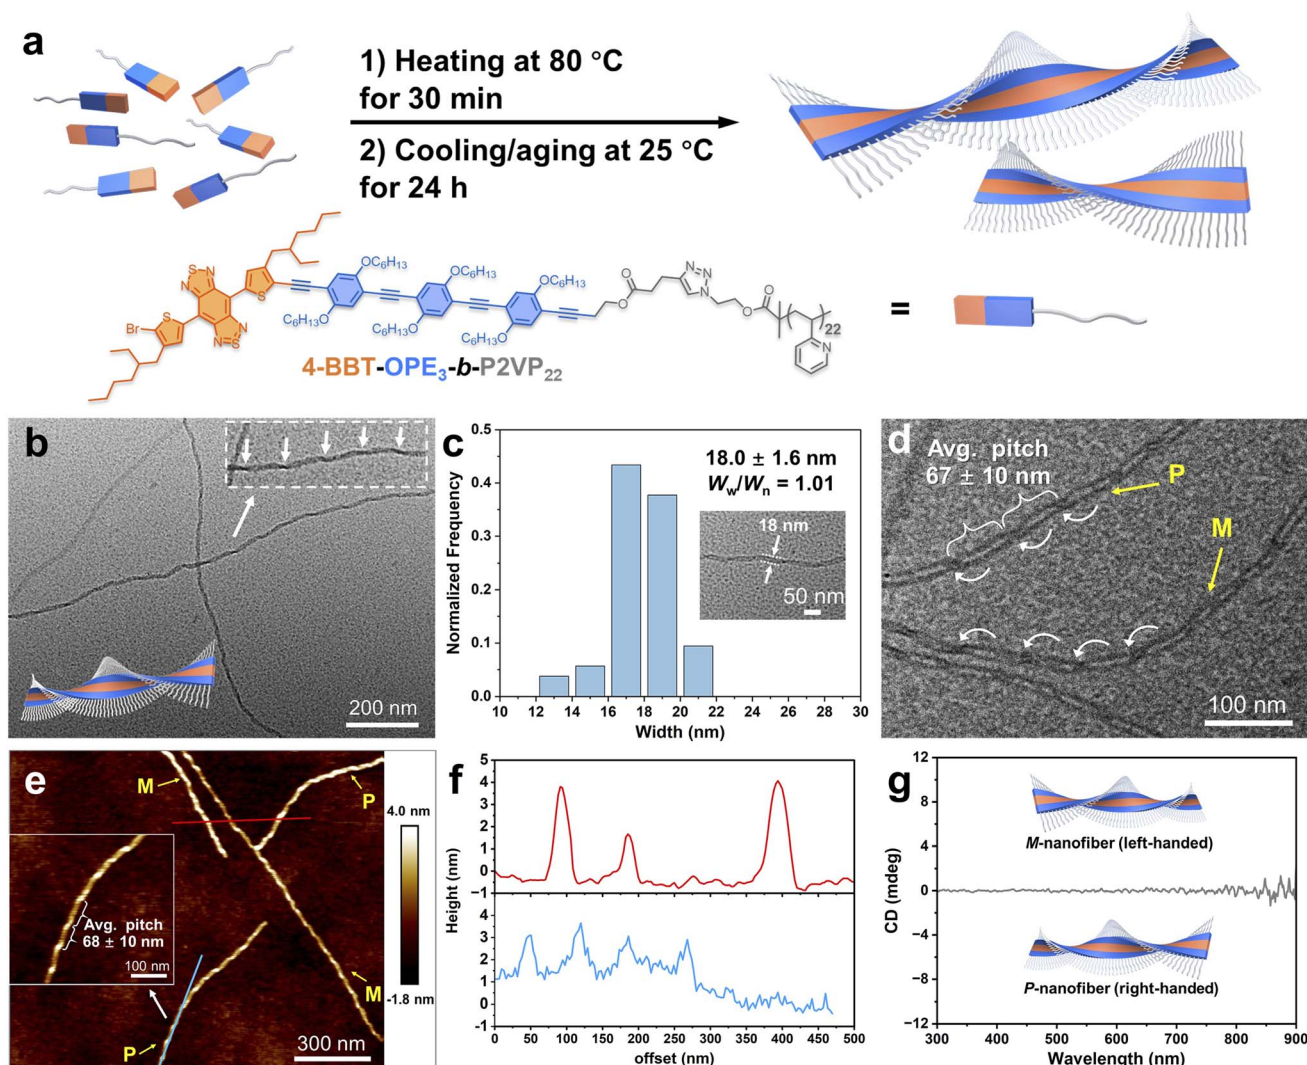 a
1) Heating at 80 °C
for 30 min
2) Cooling/aging at 25 °C
for 24 h
N S N
S
Br
S
N S N
OC₆H₁₃
OC₆H₁₃
OC₆H₁₃
C₆H₁₃O
C₆H₁₃O
C₆H₁₃O
O
O
N=N
N
O
O
22
N
4-BBT-OPE₃-b-P2VP₂₂
=
b
200 nm
c
18.0 ± 1.6 nm
Ww/Wn = 1.01
18 nm
50 nm
Normalized Frequency
0.5
0.4
0.3
0.2
0.1
0.0
10 12 14 16 18 20 22 24 26 28 30
Width (nm)
d
Avg. pitch
67 ± 10 nm
P
M
100 nm
e
M
P
Avg. pitch
68 ± 10 nm
100 nm
M
P
300 nm
4.0 nm
-1.8 nm
f
Height (nm)
5
4
3
2
1
0
−1
4
3
2
1
0
-1
0 50 100 150 200 250 300 350 400 450 500
offset (nm)
g
CD (mdeg)
12
8
4
0
−4
−8
−12
M-nanofiber (left-handed)
P-nanofiber (right-handed)
300 400 500 600 700 800 900
Wavelength (nm)